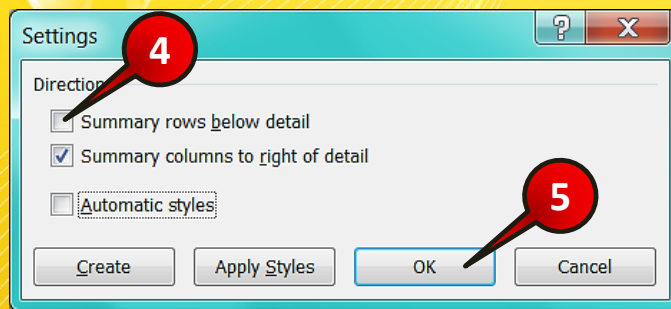 Settings
4
Direction
Summary rows below detail
Summary columns to right of detail
Automatic styles
5
Create Apply Styles OK Cancel